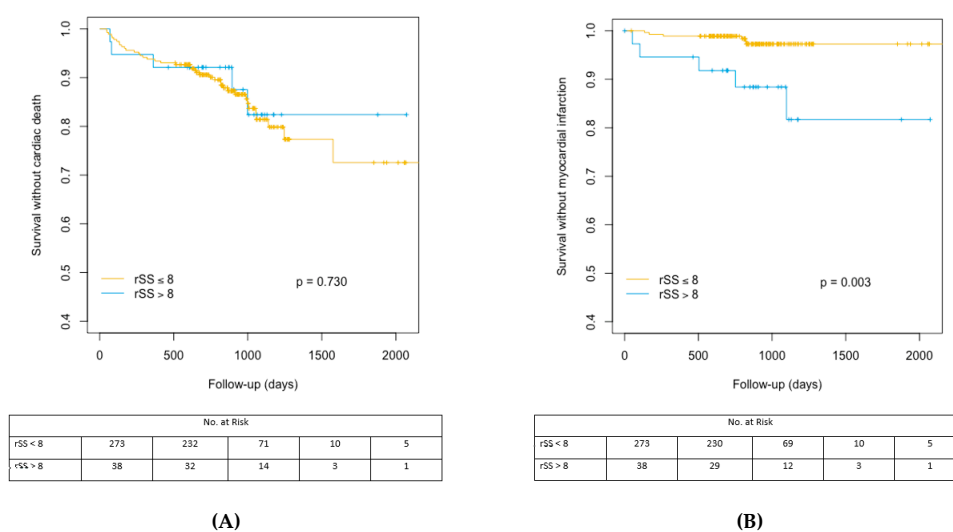 Survival without cardiac death
1.0
0.9
0.8
0.7
0.6
0.5
0.4
rSS ≤ 8
rSS > 8
p = 0.730
0 500 1000 1500 2000
Follow-up (days)
No. at Risk
rSS < 8 273 232 71 10 5
rSS > 8 38 32 14 3 1
(A)
Survival without myocardial infarction
1.0
0.9
0.8
0.7
0.6
0.5
0.4
rSS ≤ 8
rSS > 8
p = 0.003
0 500 1000 1500 2000
Follow-up (days)
No. at Risk
rSS < 8 273 230 69 10 5
rSS > 8 38 29 12 3 1
(B)